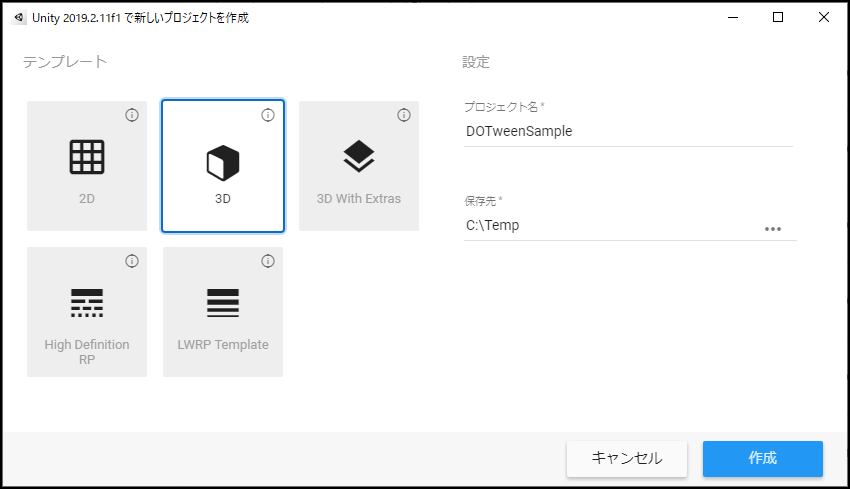 Unity 2019.2.11f1 で新しいプロジェクトを作成
テンプレート
2D
3D
3D With Extras
High Definition
RP
LWRP Template
設定
プロジェクト名*
DOTweenSample
保存先*
C:\Temp
キャンセル
作成